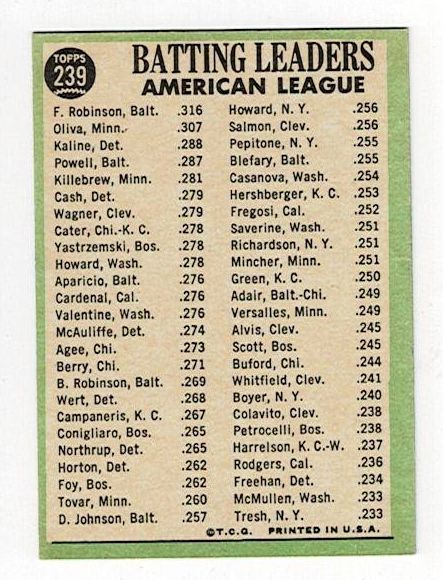 TOPPS
239
BATTING LEADERS
AMERICAN LEAGUE
F. Robinson, Balt. .316
Oliva, Minn. .307
Kaline, Det. .288
Powell, Balt. .287
Killebrew, Minn. .281
Cash, Det. .279
Wagner, Clev. .279
Cater, Chi.-K. C. .278
Yastrzemski, Bos. .278
Howard, Wash. .278
Aparicio, Balt. .276
Cardenal, Cal. .276
Valentine, Wash. .276
McAuliffe, Det. .274
Agee, Chi. .273
Berry, Chi. .271
B. Robinson, Balt. .269
Wert, Det. .268
Campaneris, K. C. .267
Conigliaro, Bos. .265
Northrup, Det. .265
Horton, Det. .262
Foy, Bos. .262
Tovar, Minn. .260
D. Johnson, Balt. .257
Howard, N. Y. .256
Salmon, Clev. .256
Pepitone, N. Y. .255
Blefary, Balt. .255
Casanova, Wash. .254
Hershberger, K. C. .253
Fregosi, Cal. .252
Saverine, Wash. .251
Richardson, N. Y. .251
Mincher, Minn. .251
Green, K. C. .250
Adair, Balt.-Chi. .249
Versalles, Minn. .249
Alvis, Clev. .245
Scott, Bos. .245
Buford, Chi. .244
Whitfield, Clev. .241
Boyer, N. Y. .240
Colavito, Clev. .238
Petrocelli, Bos. .238
Harrelson, K. C.-W. .237
Rodgers, Cal. .236
Freehan, Det. .234
McMullen, Wash. .233
Tresh, N. Y. .233
©T.C.G. PRINTED IN U.S.A.